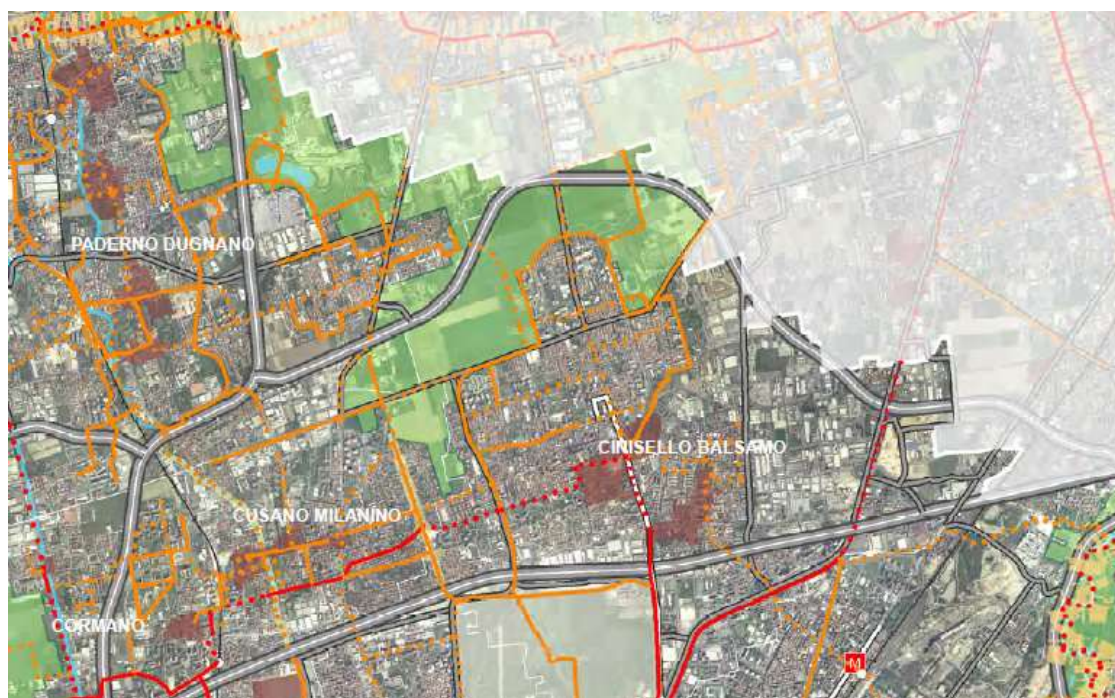 PADERNO DUGNANO
CINISELLO BALSAMO
CUSANO MILANINO
CORMANO
M